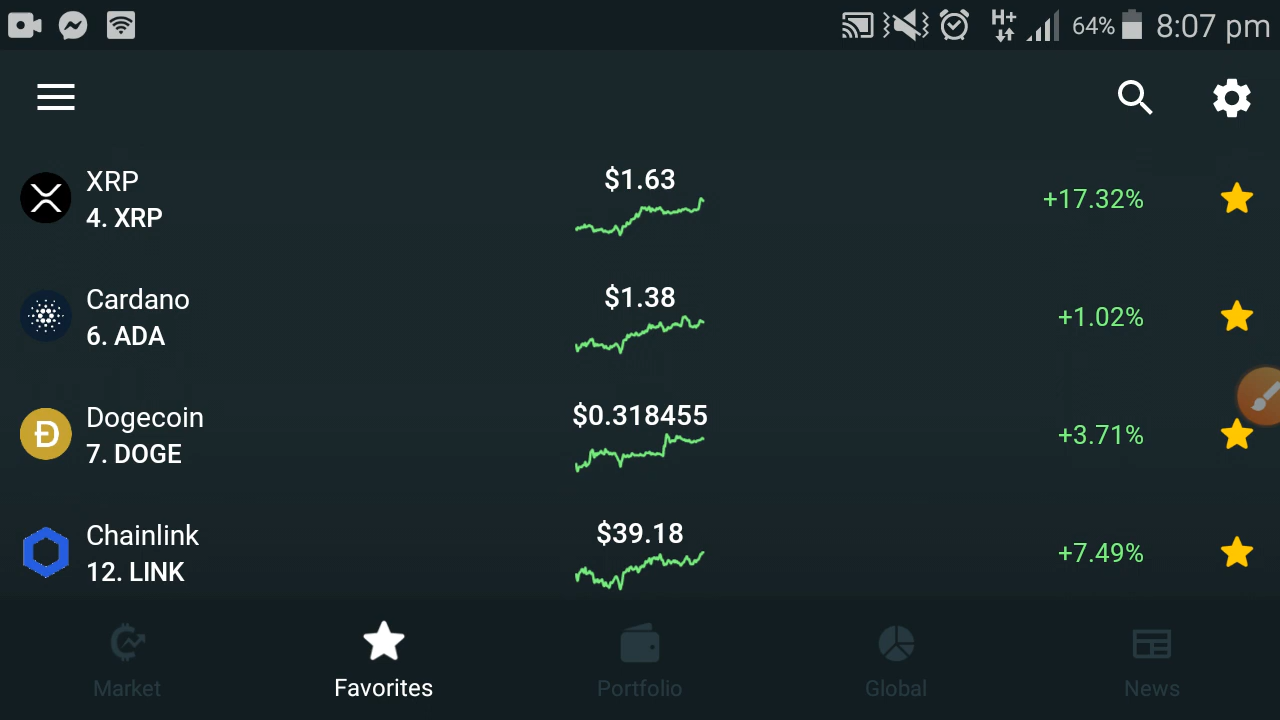 H+ 64% 8:07 pm
XRP
4. XRP
$1.63
+17.32%
Cardano
6. ADA
$1.38
+1.02%
Dogecoin
7. DOGE
$0.318455
+3.71%
Chainlink
12. LINK
$39.18
+7.49%
Market
Favorites
Portfolio
Global
News